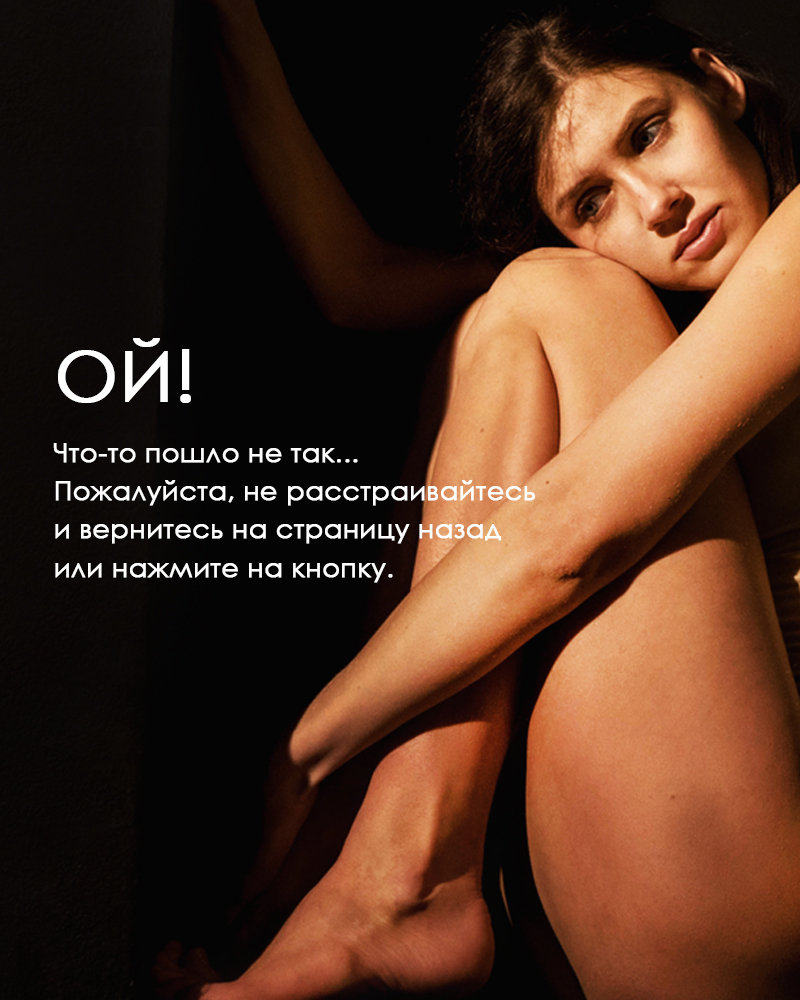 ОЙ!
Что-то пошло не так...
Пожалуйста, не расстраивайтесь
и вернитесь на страницу назад
или нажмите на кнопку.